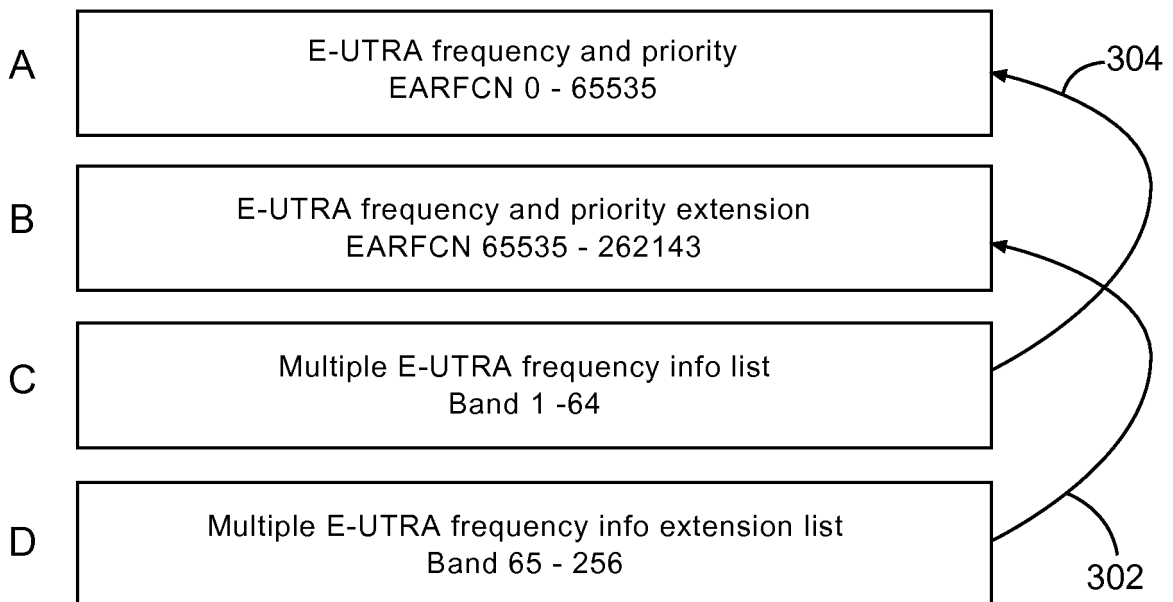 A
E-UTRA frequency and priority
EARFCN 0 - 65535
304
B
E-UTRA frequency and priority extension
EARFCN 65535 - 262143
C
Multiple E-UTRA frequency info list
Band 1 -64
D
Multiple E-UTRA frequency info extension list
Band 65 - 256
302